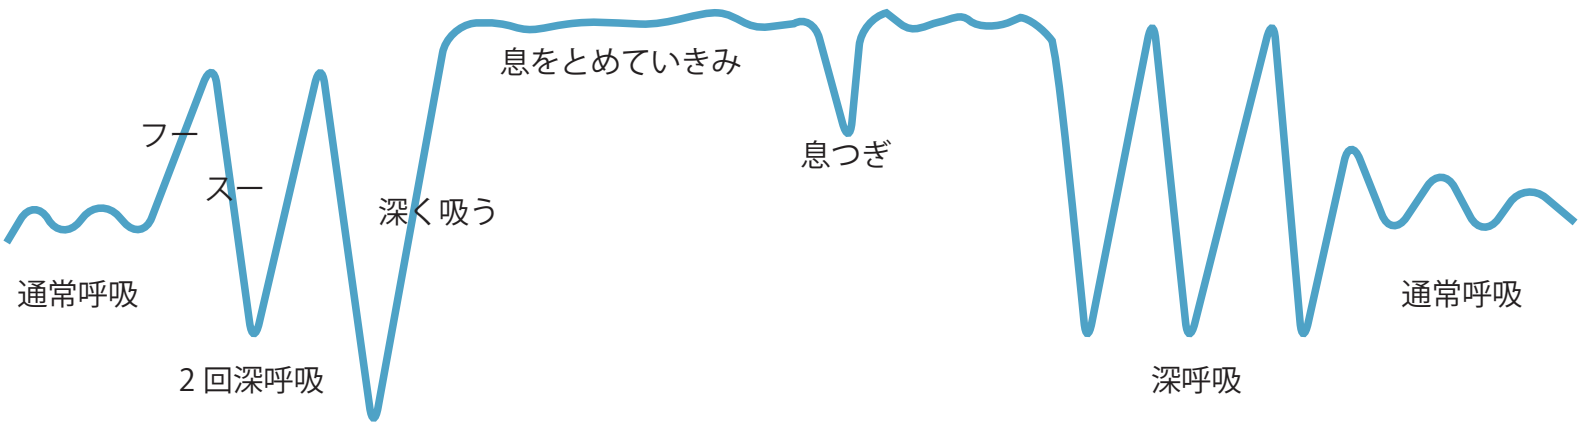 息をとめていきみ
フー
息つぎ
スー
深く吸う
通常呼吸
通常呼吸
2 回深呼吸
深呼吸